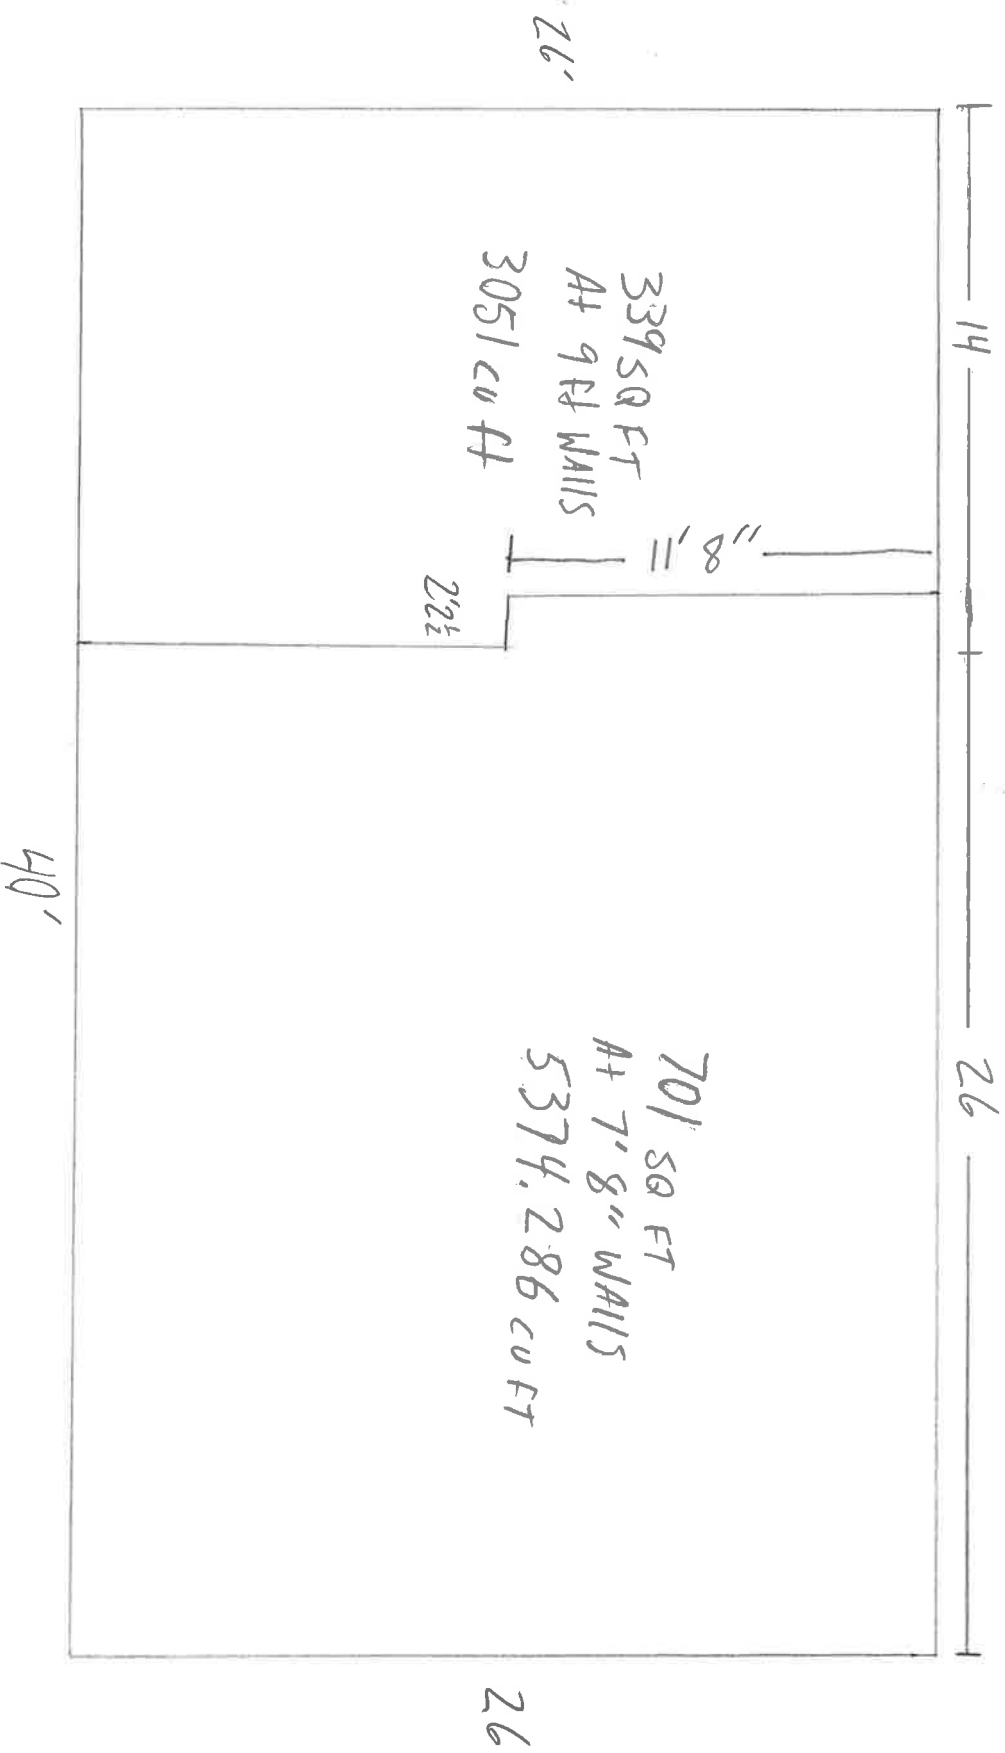 14
26
26'
11' 8"
339 SQ FT
At 9 ft WAllS
3051 cu ft
2'2½
701 SQ FT
At 7' 8" WAllS
5374.286 cu FT
26
40'